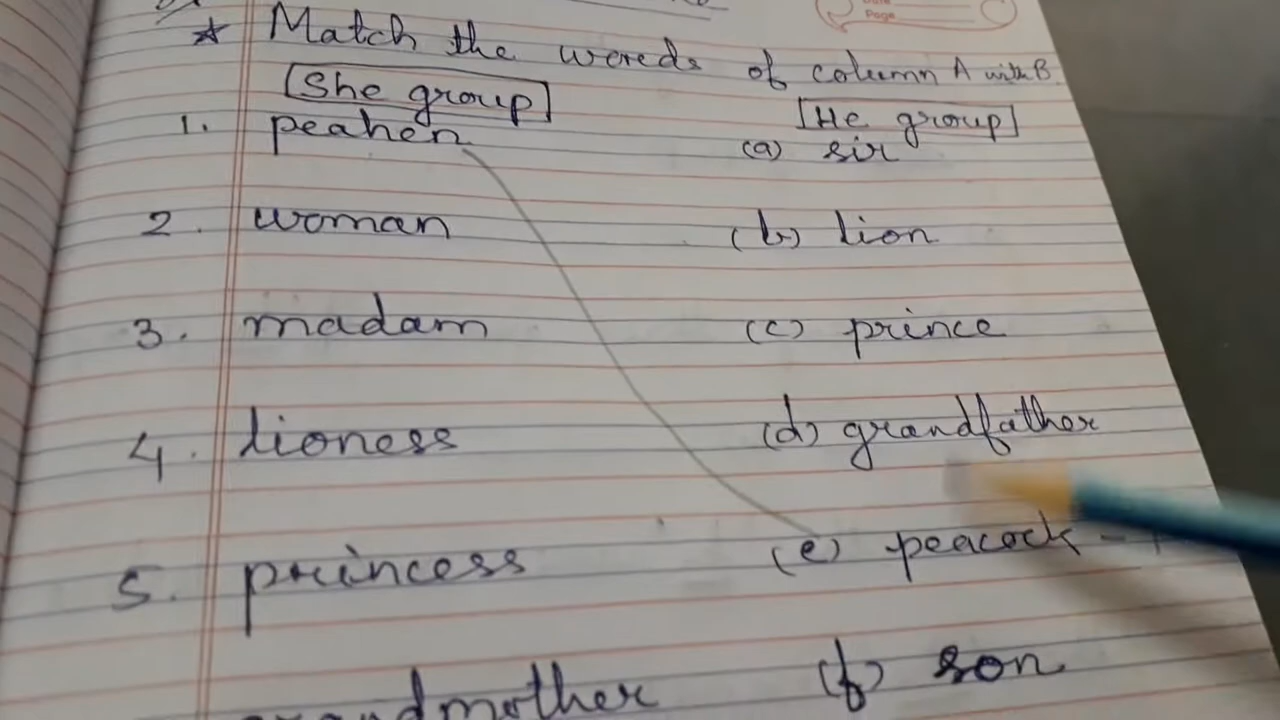 Page
* Match the words of column A with B.
[She group] [He group]
1. peahen (a) sir
2. woman (b) lion
3. madam (c) prince
4. lioness (d) grandfather
5. princess (e) peacock -
(f) son